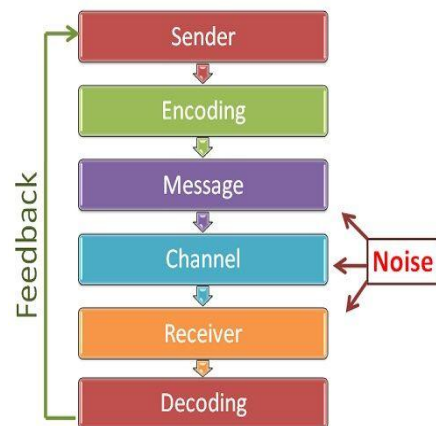 Sender
Encoding
Message
Channel
Receiver
Decoding
Feedback
Noise